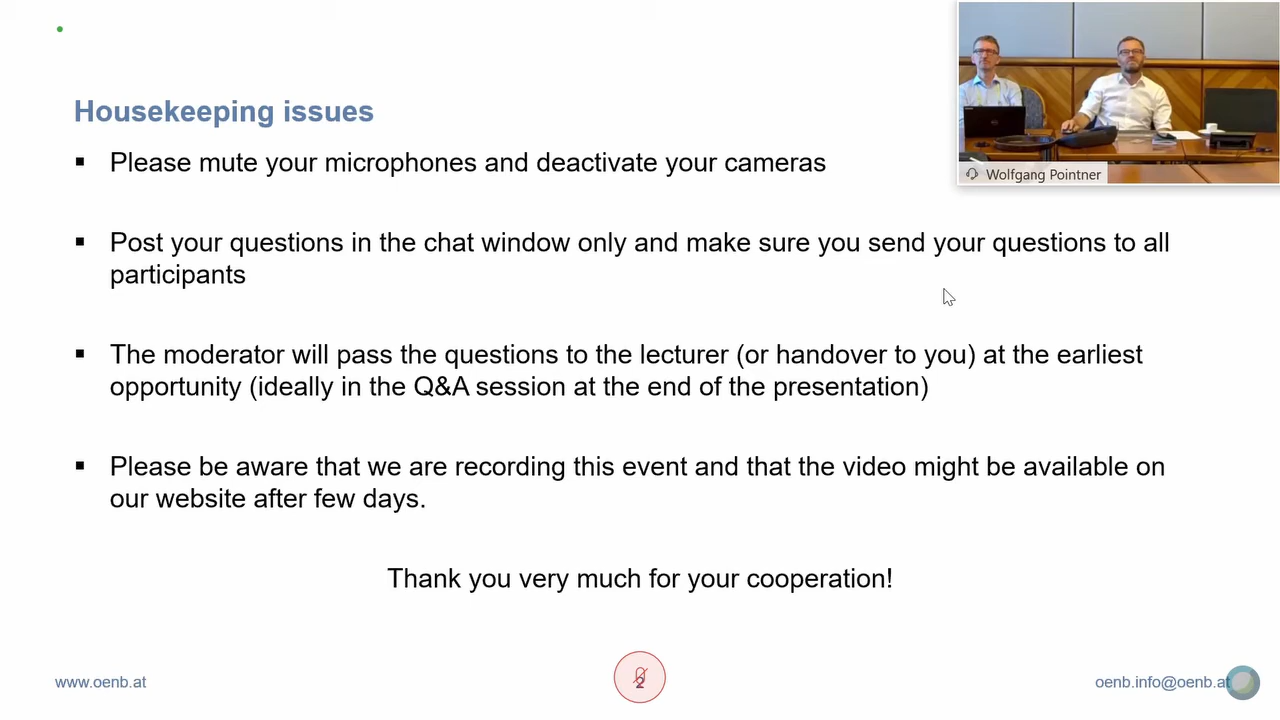 Housekeeping issues
▪ Please mute your microphones and deactivate your cameras
▪ Post your questions in the chat window only and make sure you send your questions to all
participants
▪ The moderator will pass the questions to the lecturer (or handover to you) at the earliest
opportunity (ideally in the Q&A session at the end of the presentation)
▪ Please be aware that we are recording this event and that the video might be available on
our website after few days.
Thank you very much for your cooperation!
Wolfgang Pointner
www.oenb.at
2
oenb.info@oenb.at